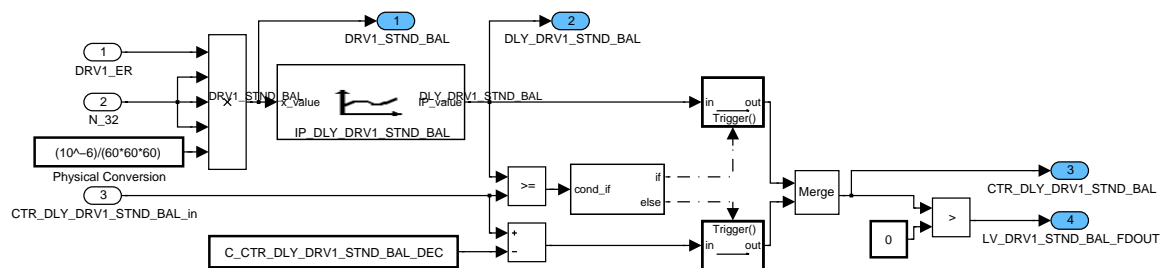 1
DRV1_STND_BAL
2
DLY_DRV1_STND_BAL
1
DRV1_ER
2
N_32
(10^–6)/(60*60*60)
Physical Conversion
×
DRV1_STND_BAL
x_value
IP_value
DLY_DRV1_STND_BAL
IP_DLY_DRV1_STND_BAL
in
out
Trigger()
3
CTR_DLY_DRV1_STND_BAL_in
>=
cond_if
if
else
Merge
3
CTR_DLY_DRV1_STND_BAL
C_CTR_DLY_DRV1_STND_BAL_DEC
+
–
Trigger()
in
out
0
>
4
LV_DRV1_STND_BAL_FDOUT